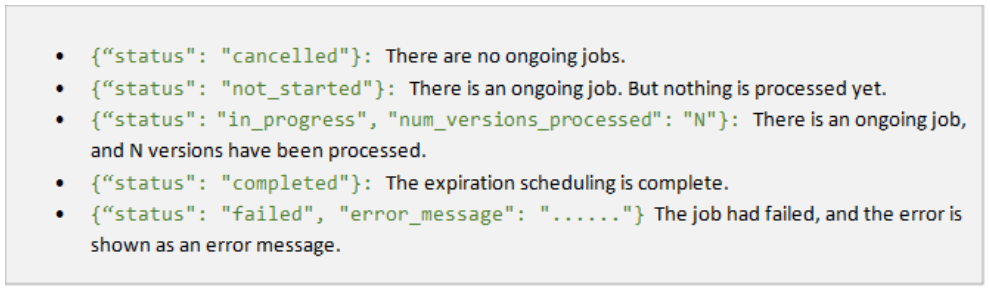 • {“status": "cancelled"}: There are no ongoing jobs.
• {“status": "not_started"}: There is an ongoing job. But nothing is processed yet.
• {“status": "in_progress", "num_versions_processed": "N"}: There is an ongoing job,
and N versions have been processed.
• {“status": "completed"}: The expiration scheduling is complete.
• {“status": "failed", "error_message": "......"} The job had failed, and the error is
shown as an error message.